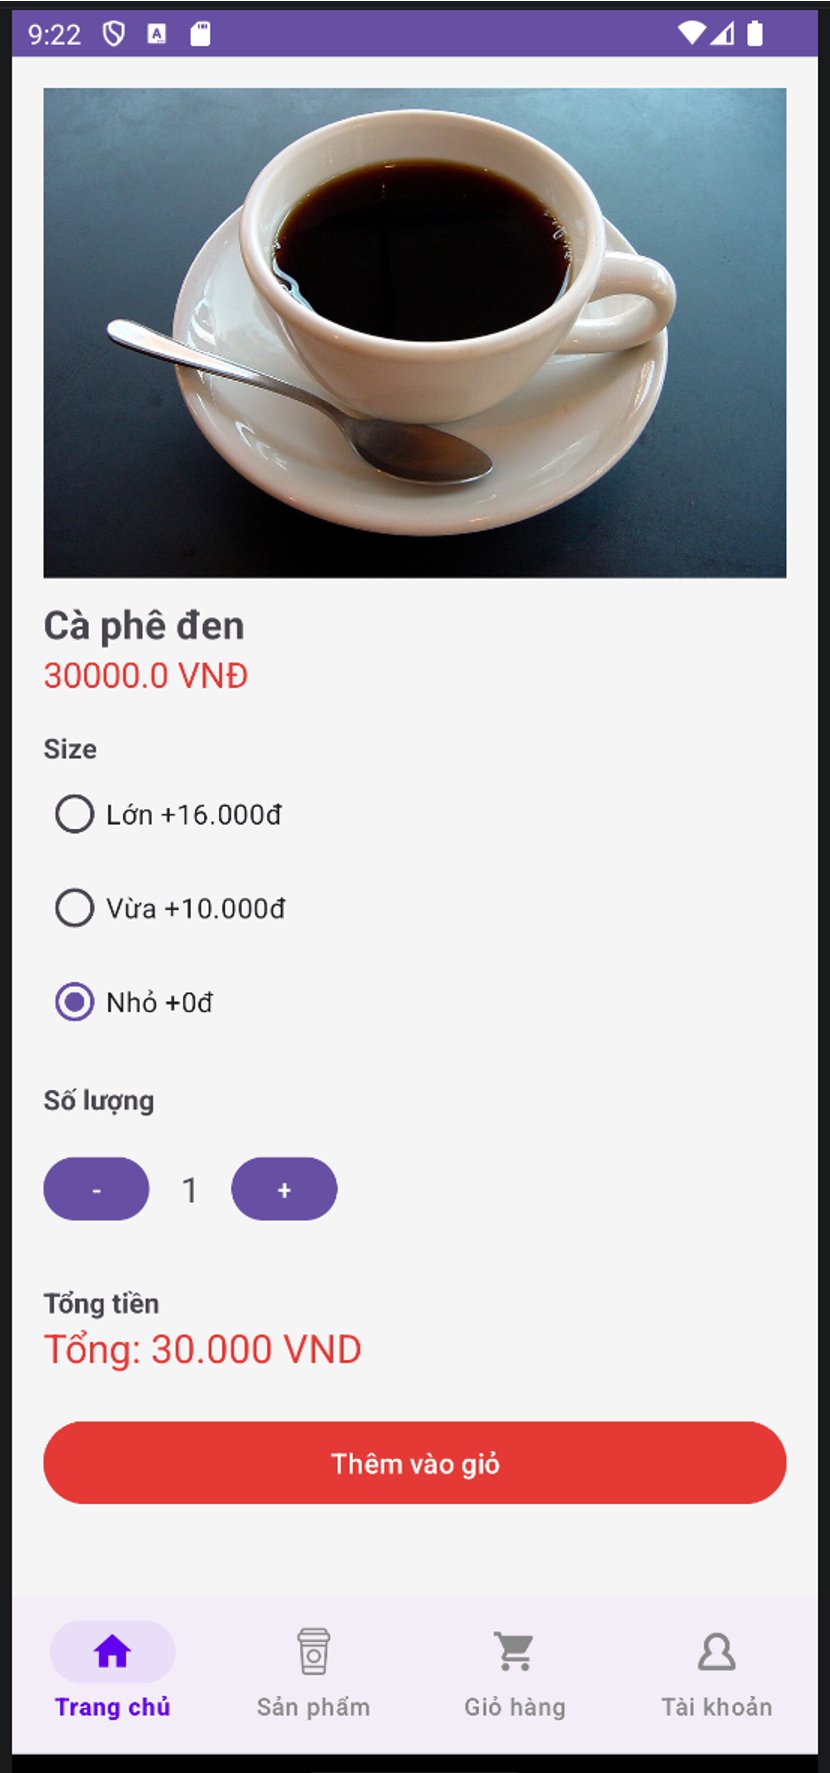 9:22
Cà phê đen
30000.0 VNĐ
Size
Lớn +16.000đ
Vừa +10.000đ
Nhỏ +0đ
Số lượng
- 1 +
Tổng tiền
Tổng: 30.000 VND
Thêm vào giỏ
Trang chủ Sản phẩm Giỏ hàng Tài khoản